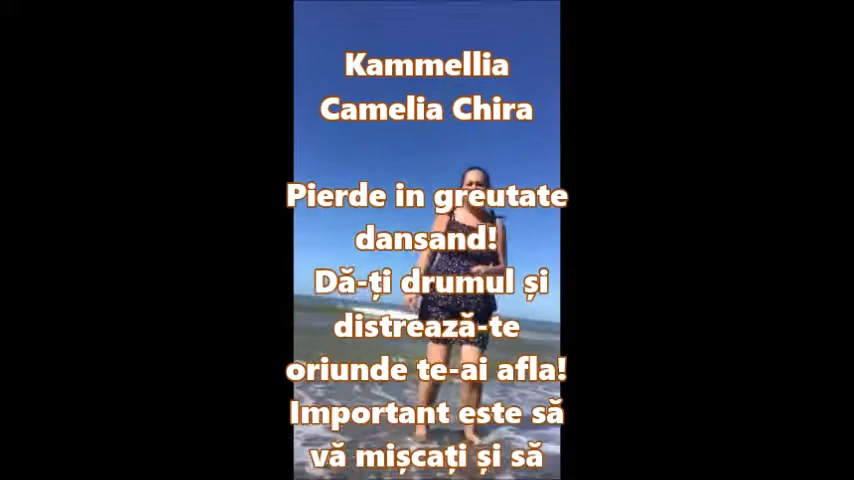 Kammellia
Camelia Chira
Pierde in greutate
dansand!
Dă-ți drumul și
distrează-te
oriunde te-ai afla!
Important este să
vă mișcați și să